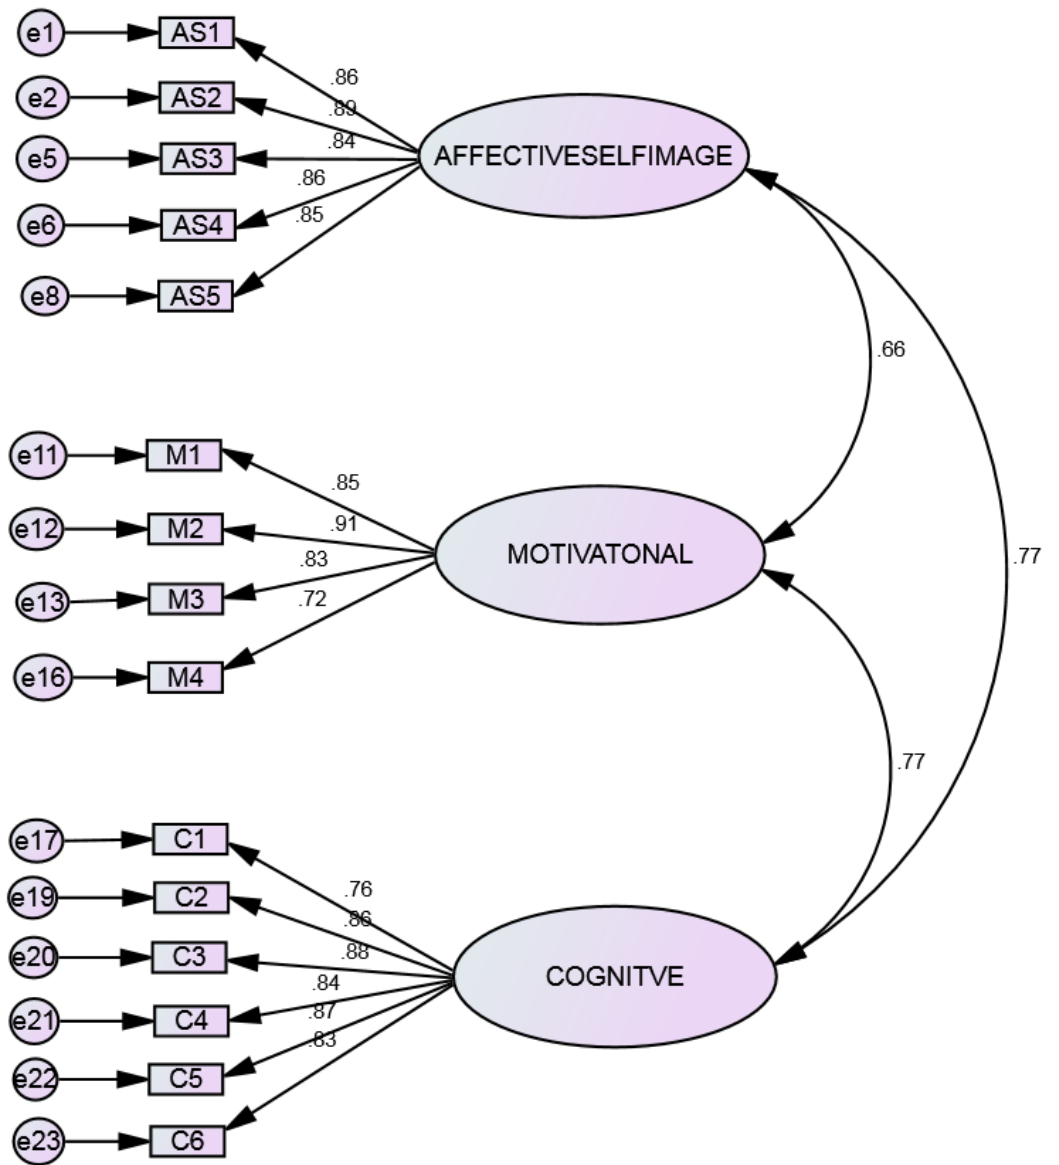 e1
AS1
.86
e2
AS2
.89
AFFECTIVESELFIMAGE
e5
AS3
.84
e6
AS4
.86
e8
AS5
.85
.66
e11
M1
.85
e12
M2
.91
MOTIVATONAL
.77
e13
M3
.83
e16
M4
.72
.77
e17
C1
.76
e19
C2
.86
e20
C3
.88
COGNITVE
e21
C4
.84
e22
C5
.87
e23
C6
.83